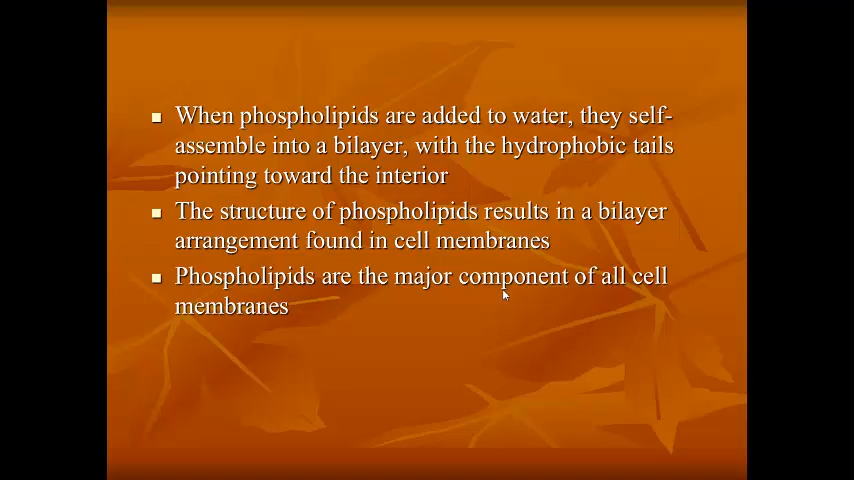 When phospholipids are added to water, they self-
assemble into a bilayer, with the hydrophobic tails
pointing toward the interior
The structure of phospholipids results in a bilayer
arrangement found in cell membranes
Phospholipids are the major component of all cell
membranes